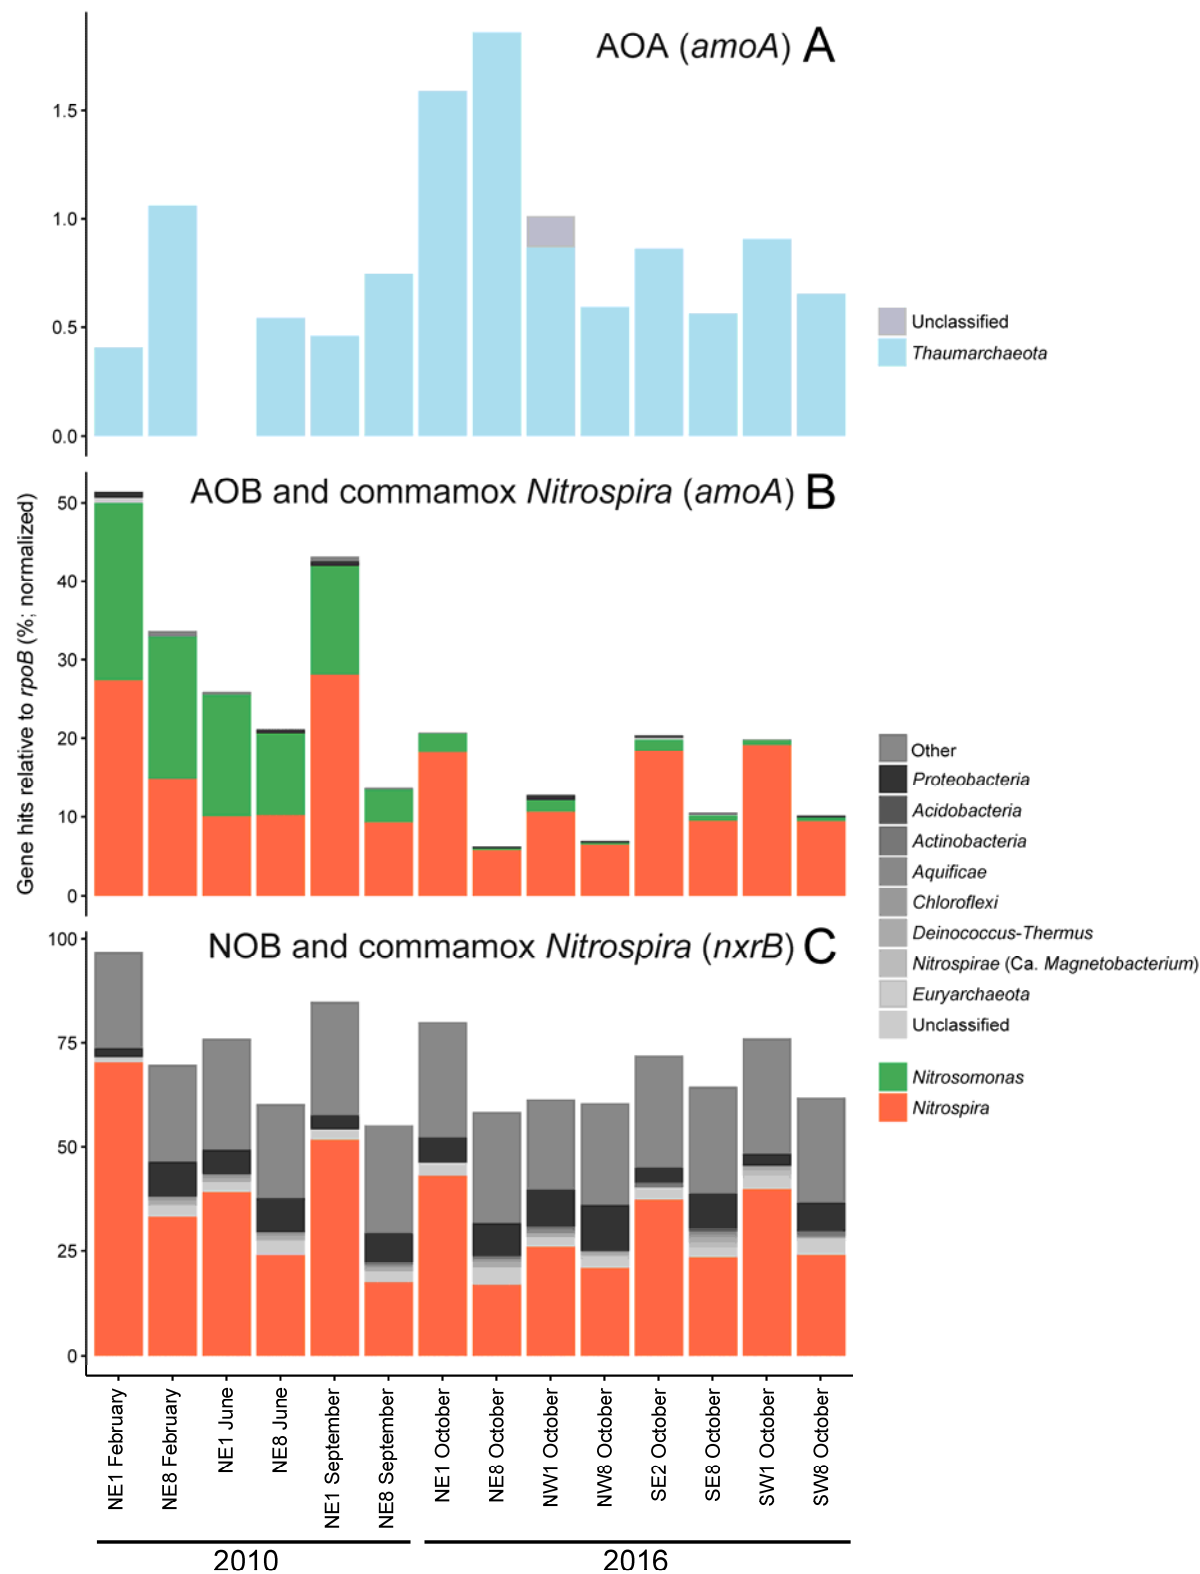 AOA (amoA) A
1.5
1.0
0.5
0.0
Unclassified
Thaumarchaeota
Gene hits relative to rpoB (%; normalized)
AOB and commamox Nitrospira (amoA) B
50
40
30
20
10
0
NOB and commamox Nitrospira (nxrB) C
100
75
50
25
0
Other
Proteobacteria
Acidobacteria
Actinobacteria
Aquificae
Chloroflexi
Deinococcus-Thermus
Nitrospirae (Ca. Magnetobacterium)
Euryarchaeota
Unclassified
Nitrosomonas
Nitrospira
NE1 February
NE8 February
NE1 June
NE8 June
NE1 September
NE8 September
NE1 October
NE8 October
NW1 October
NW8 October
SE2 October
SE8 October
SW1 October
SW8 October
2010
2016